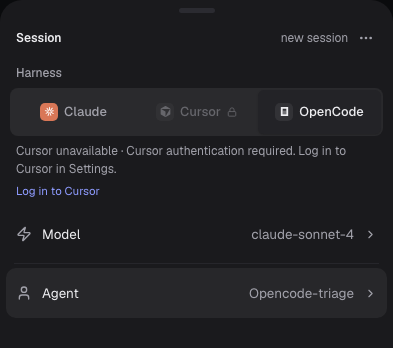 Session
new session
Harness
Claude
Cursor
OpenCode
Cursor unavailable · Cursor authentication required. Log in to
Cursor in Settings.
Log in to Cursor
Model
claude-sonnet-4
Agent
Opencode-triage